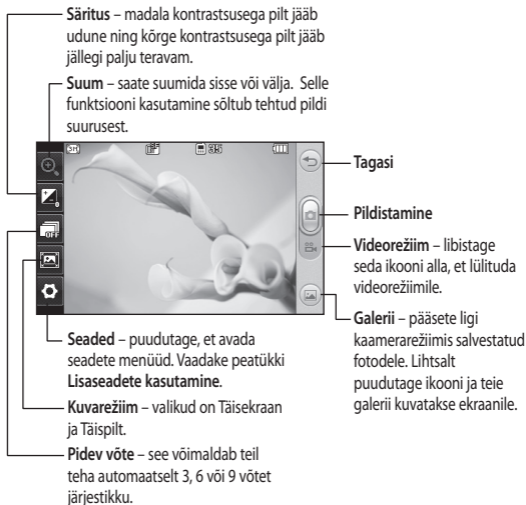 Säritus – madala kontrastsusega pilt jääb
udune ning kõrge kontrastsusega pilt jääb
jällegi palju teravam.
Suum – saate suumida sisse või välja. Selle
funktsiooni kasutamine sõltub tehtud pildi
suurusest.
3M
OFF
Tagasi
Pildistamine
Videorežiim – libistage
seda ikooni alla, et lülituda
videorežiimile.
Galerii – pääsete ligi
kaamerarežiimis salvestatud
fotodele. Lihtsalt
puudutage ikooni ja teie
galerii kuvatakse ekraanile.
Seaded – puudutage, et avada
seadete menüüd. Vaadake peatükki
Lisaseadete kasutamine.
Kuvarežiim – valikud on Täisekraan
ja Täispilt.
Pidev võte – see võimaldab teil
teha automaatselt 3, 6 või 9 võtet
järjestikku.